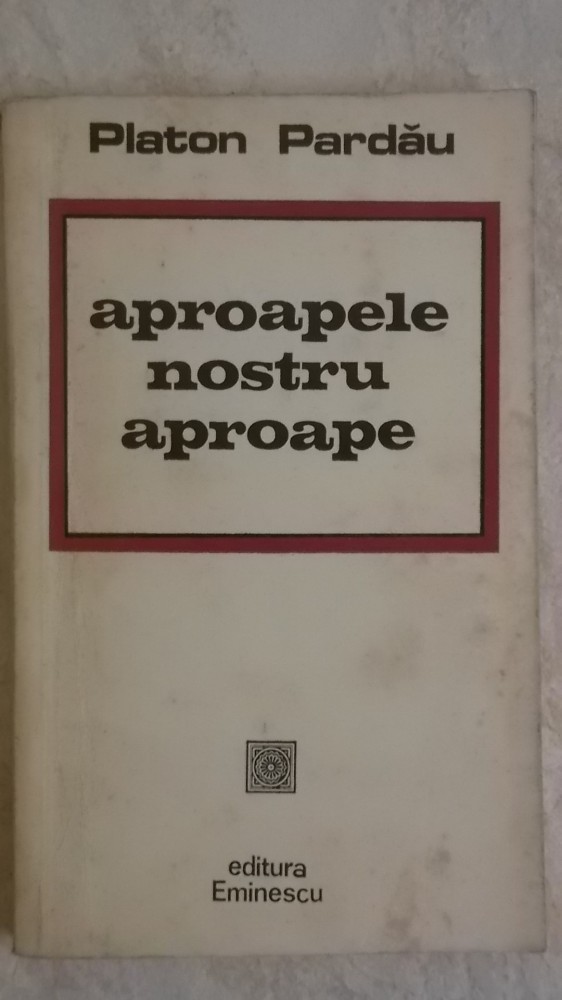 Platon Pardău
aproapele
nostru
aproape
editura
Eminescu